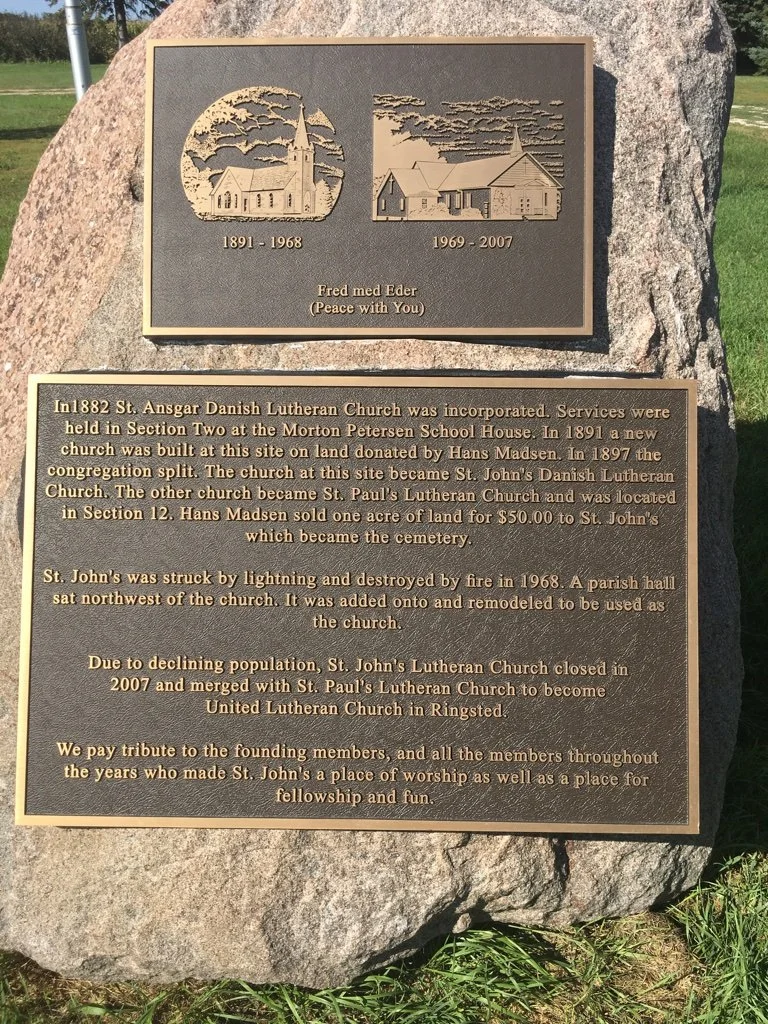 1891 - 1968
1969 - 2007
Fred med Eder
(Peace with You)
In1882 St. Ansgar Danish Lutheran Church was incorporated. Services were
held in Section Two at the Morton Petersen School House. In 1891 a new
church was built at this site on land donated by Hans Madsen. In 1897 the
congregation split. The church at this site became St. John's Danish Lutheran
Church. The other church became St. Paul's Lutheran Church and was located
in Section 12. Hans Madsen sold one acre of land for $50.00 to St. John's
which became the cemetery.
St. John's was struck by lightning and destroyed by fire in 1968. A parish hall
sat northwest of the church. It was added onto and remodeled to be used as
the church.
Due to declining population, St. John's Lutheran Church closed in
2007 and merged with St. Paul's Lutheran Church to become
United Lutheran Church in Ringsted.
We pay tribute to the founding members, and all the members throughout
the years who made St. John's a place of worship as well as a place for
fellowship and fun.